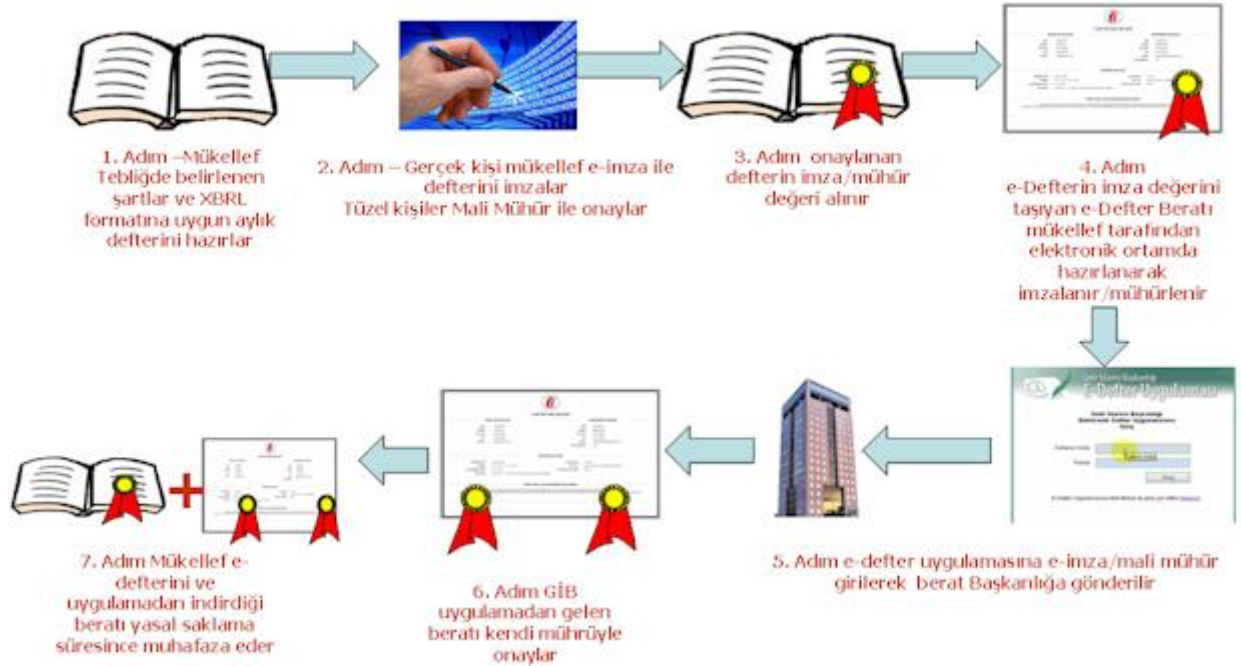 1. Adım –Mükellef
Tebliğde belirlenen
şartlar ve XBRL
formatına uygun aylık
defterini hazırlar
2. Adım – Gerçek kişi mükellef e-imza ile
defterini imzalar
Tüzel kişiler Mali Mühür ile onaylar
3. Adım onaylanan
defterin imza/mühür
değeri alınır
4. Adım
e-Defterin imza değerini
taşıyan e-Defter Beratı
mükellef tarafından
elektronik ortamda
hazırlanarak
imzalanır/mühürlenir
e-Defter Uygulaması
5. Adım e-defter uygulamasına e-imza/mali mühür
girilerek berat Başkanlığa gönderilir
6. Adım GİB
uygulamadan gelen
beratı kendi mührüyle
onaylar
7. Adım Mükellef e-
defterini ve
uygulamadan indirdiği
beratı yasal saklama
süresince muhafaza eder